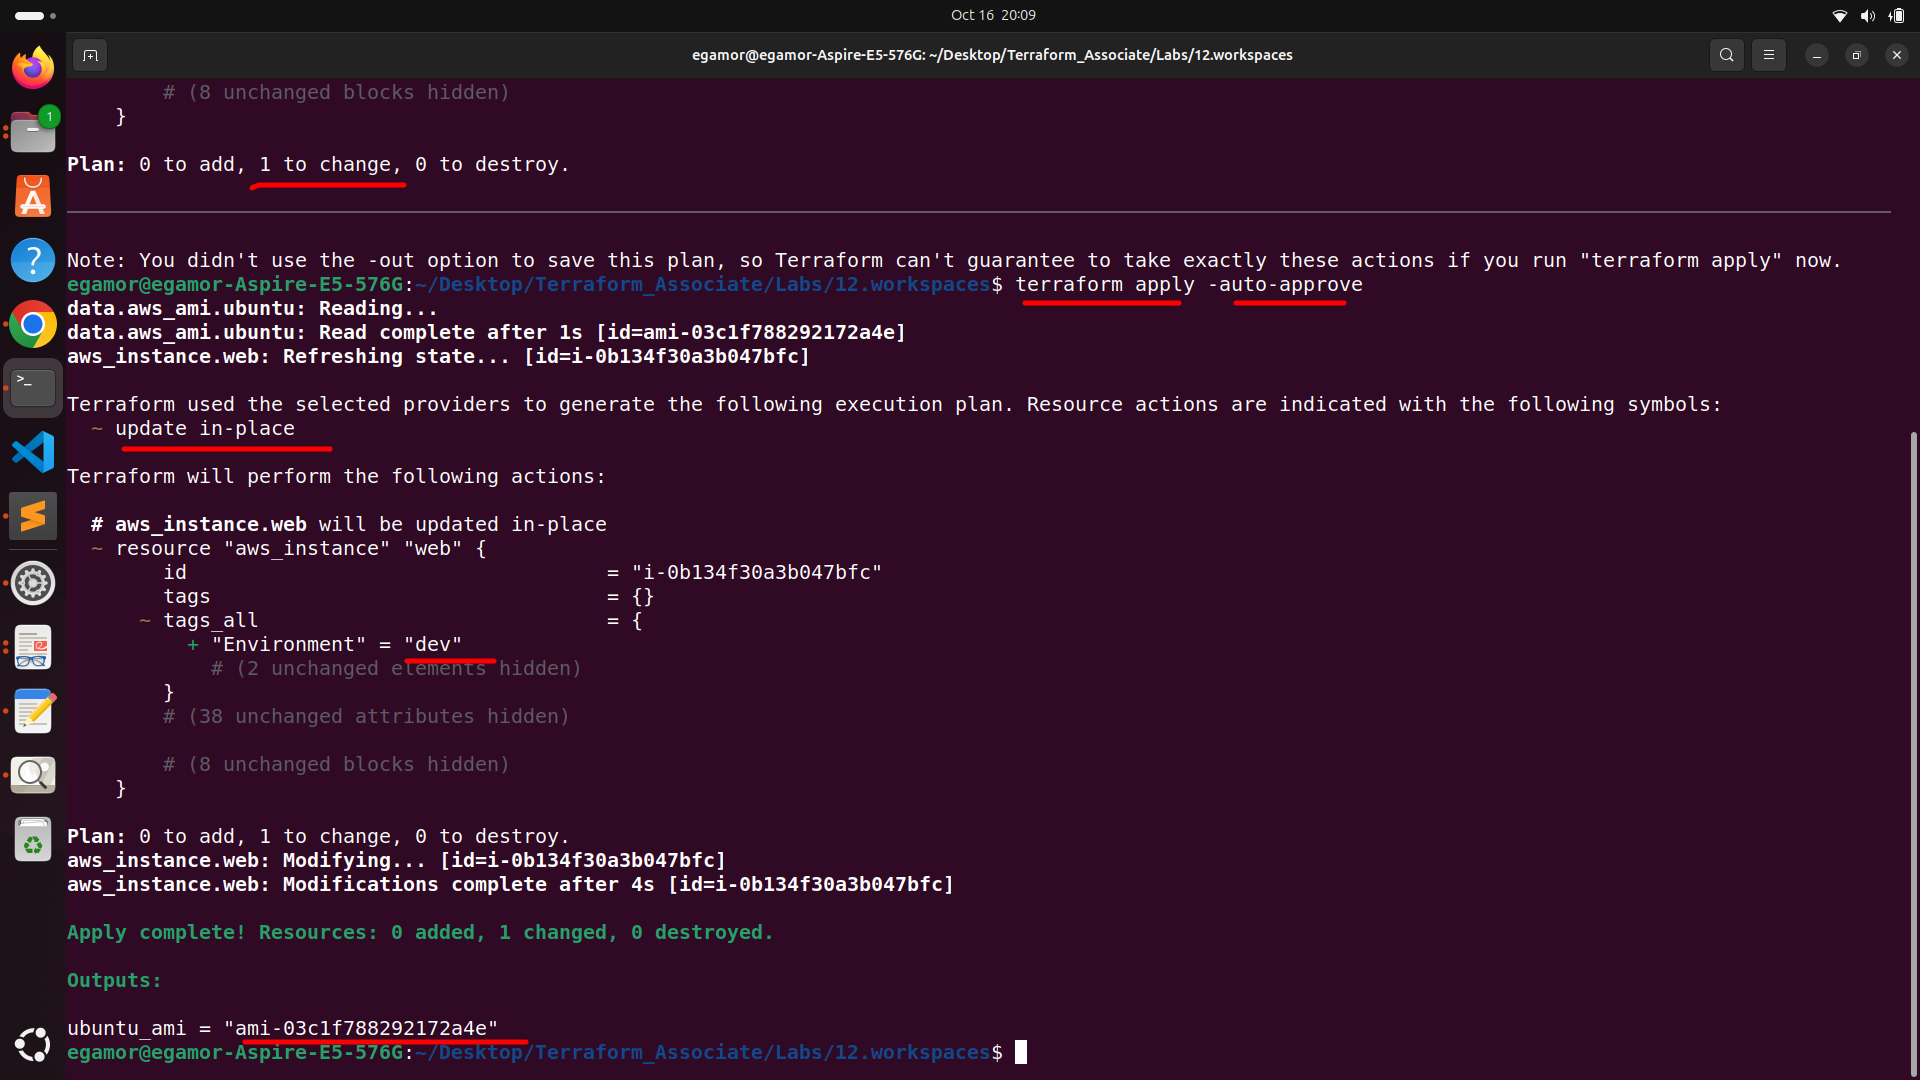 Oct 16 20:09
egamor@egamor-Aspire-E5-576G: ~/Desktop/Terraform_Associate/Labs/12.workspaces
1
# (8 unchanged blocks hidden)
}
Plan: 0 to add, 1 to change, 0 to destroy.
Note: You didn't use the -out option to save this plan, so Terraform can't guarantee to take exactly these actions if you run "terraform apply" now.
egamor@egamor-Aspire-E5-576G:~/Desktop/Terraform_Associate/Labs/12.workspaces$ terraform apply -auto-approve
data.aws_ami.ubuntu: Reading...
data.aws_ami.ubuntu: Read complete after 1s [id=ami-03c1f788292172a4e]
aws_instance.web: Refreshing state... [id=i-0b134f30a3b047bfc]
Terraform used the selected providers to generate the following execution plan. Resource actions are indicated with the following symbols:
~ update in-place
Terraform will perform the following actions:
# aws_instance.web will be updated in-place
~ resource "aws_instance" "web" {
id = "i-0b134f30a3b047bfc"
tags = {}
~ tags_all = {
+ "Environment" = "dev"
# (2 unchanged elements hidden)
}
# (38 unchanged attributes hidden)
# (8 unchanged blocks hidden)
}
Plan: 0 to add, 1 to change, 0 to destroy.
aws_instance.web: Modifying... [id=i-0b134f30a3b047bfc]
aws_instance.web: Modifications complete after 4s [id=i-0b134f30a3b047bfc]
Apply complete! Resources: 0 added, 1 changed, 0 destroyed.
Outputs:
ubuntu_ami = "ami-03c1f788292172a4e"
egamor@egamor-Aspire-E5-576G:~/Desktop/Terraform_Associate/Labs/12.workspaces$